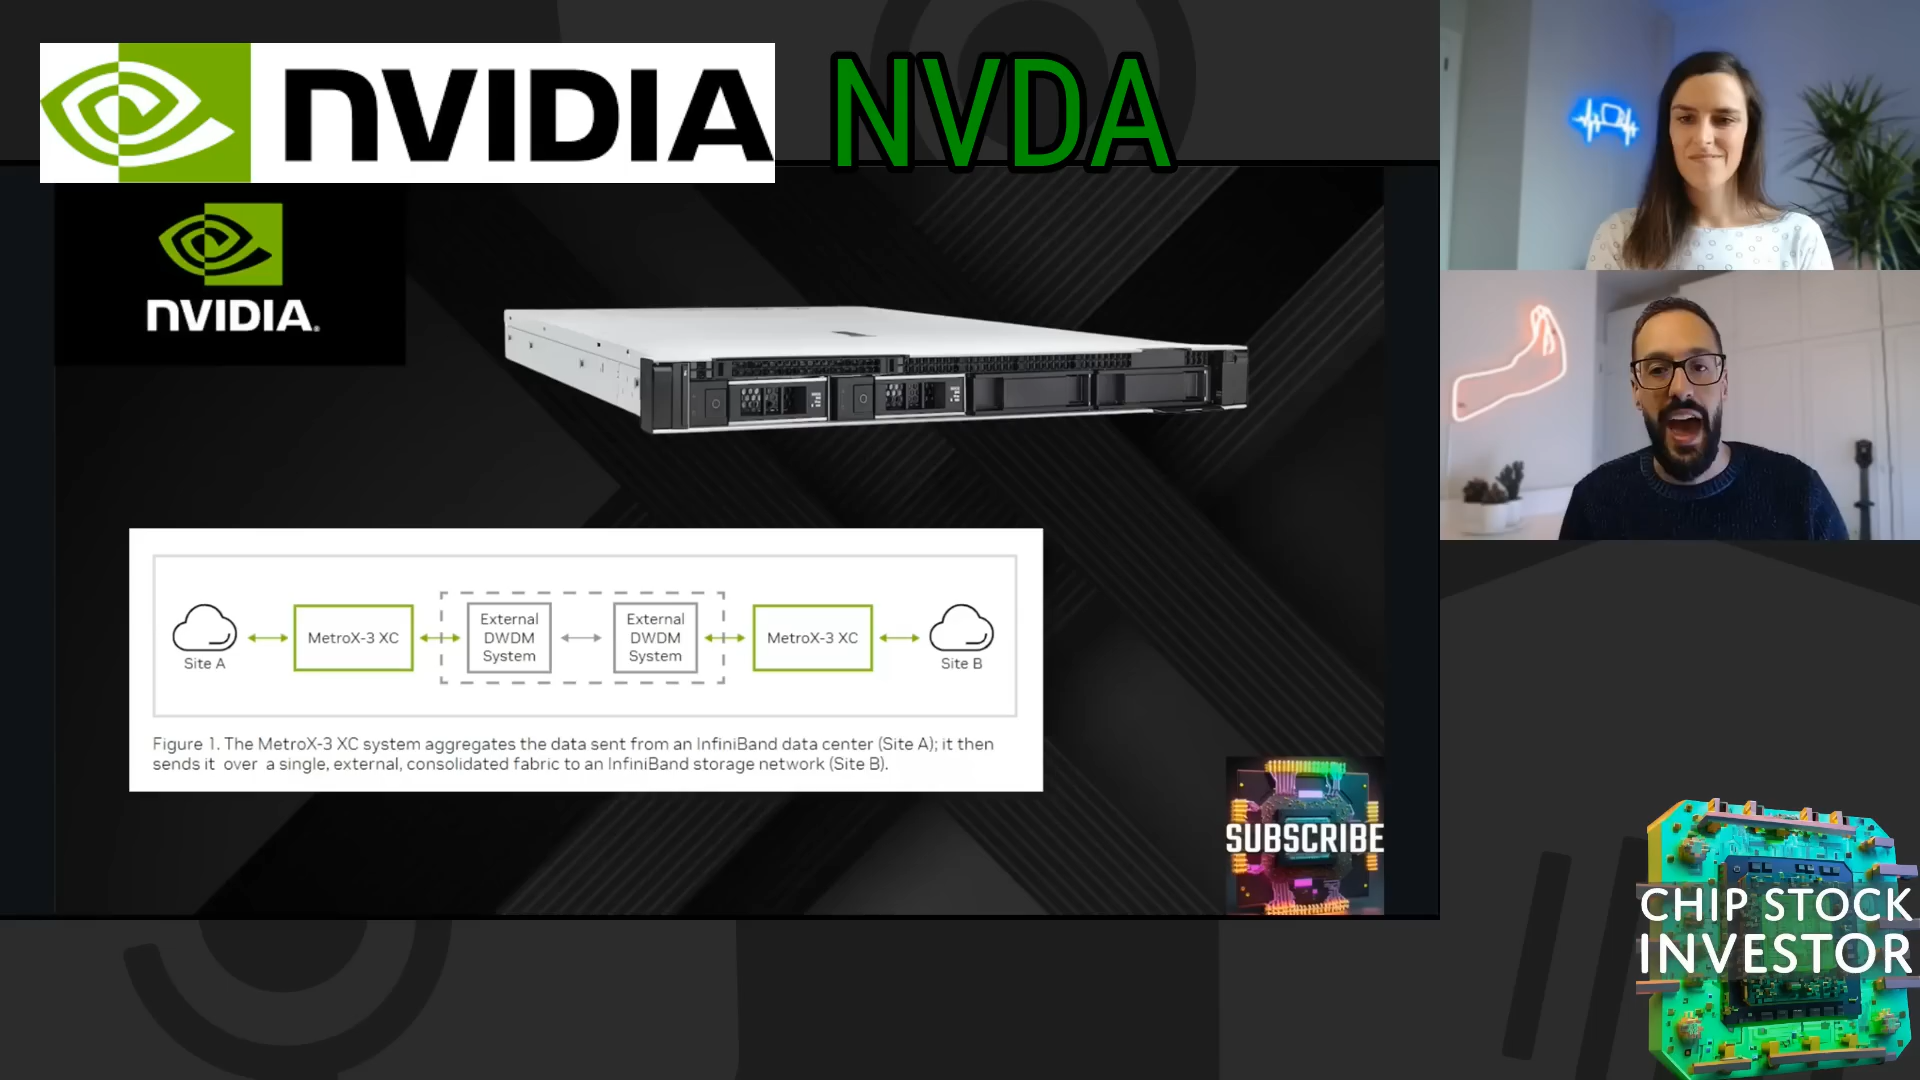 NVIDIA
NVDA
NVIDIA.
Site A
MetroX-3 XC
External
DWDM
System
External
DWDM
System
MetroX-3 XC
Site B
Figure 1. The MetroX-3 XC system aggregates the data sent from an InfiniBand data center (Site A); it then
sends it over a single, external, consolidated fabric to an InfiniBand storage network (Site B).
SUBSCRIBE
CHIP STOCK
INVESTOR